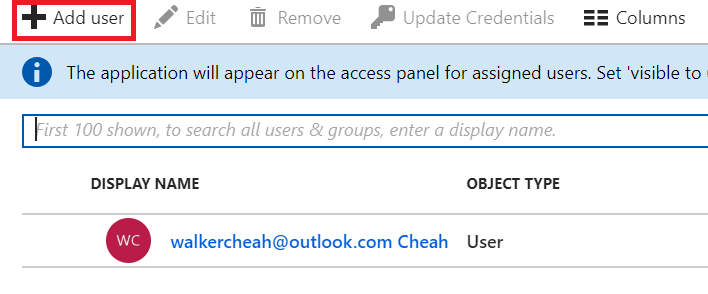 Add user Edit Remove Update Credentials Columns
The application will appear on the access panel for assigned users. Set 'visible to
First 100 shown, to search all users & groups, enter a display name.
DISPLAY NAME OBJECT TYPE
WC walkercheah@outlook.com Cheah User